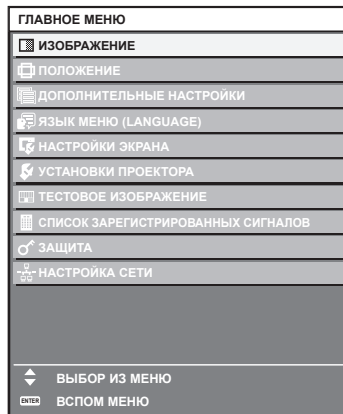 ГЛАВНОЕ МЕНЮ
ИЗОБРАЖЕНИЕ
ПОЛОЖЕНИЕ
ДОПОЛНИТЕЛЬНЫЕ НАСТРОЙКИ
ЯЗЫК МЕНЮ (LANGUAGE)
НАСТРОЙКИ ЭКРАНА
УСТАНОВКИ ПРОЕКТОРА
ТЕСТОВОЕ ИЗОБРАЖЕНИЕ
СПИСОК ЗАРЕГИСТРИРОВАННЫХ СИГНАЛОВ
ЗАЩИТА
НАСТРОЙКА СЕТИ
ВЫБОР ИЗ МЕНЮ
ENTER ВСПОМ МЕНЮ